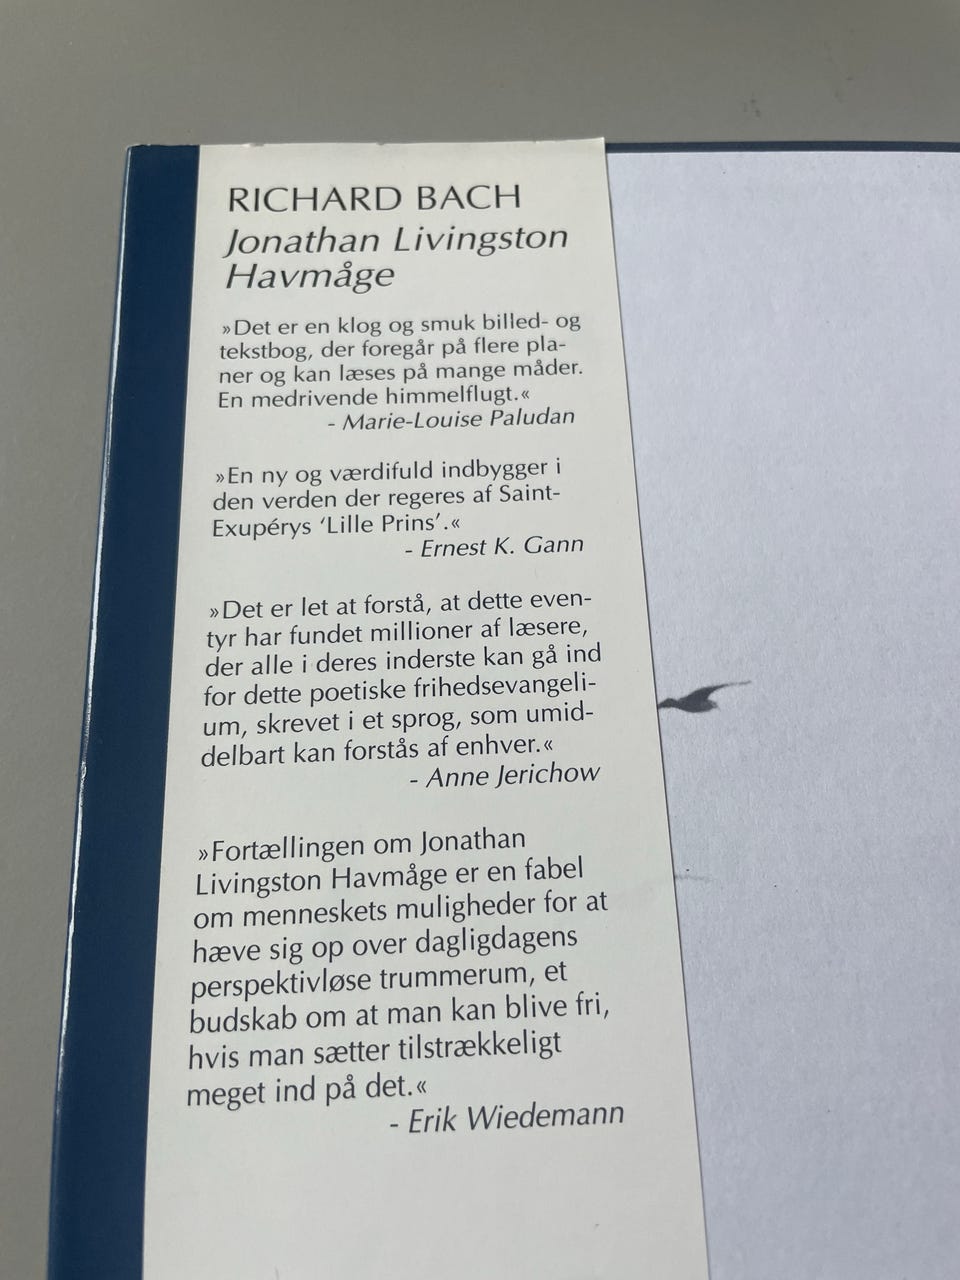 RICHARD BACH
Jonathan Livingston
Havmåge
»Det er en klog og smuk billed- og
tekstbog, der foregår på flere pla-
ner og kan læses på mange måder.
En medrivende himmelflugt.«
- Marie-Louise Paludan
»En ny og værdifuld indbygger i
den verden der regeres af Saint-
Exupérys ‘Lille Prins’.«
- Ernest K. Gann
»Det er let at forstå, at dette even-
tyr har fundet millioner af læsere,
der alle i deres inderste kan gå ind
for dette poetiske frihedsevangeli-
um, skrevet i et sprog, som umid-
delbart kan forstås af enhver.«
- Anne Jerichow
»Fortællingen om Jonathan
Livingston Havmåge er en fabel
om menneskets muligheder for at
hæve sig op over dagligdagens
perspektivløse trummerum, et
budskab om at man kan blive fri,
hvis man sætter tilstrækkeligt
meget ind på det.«
- Erik Wiedemann